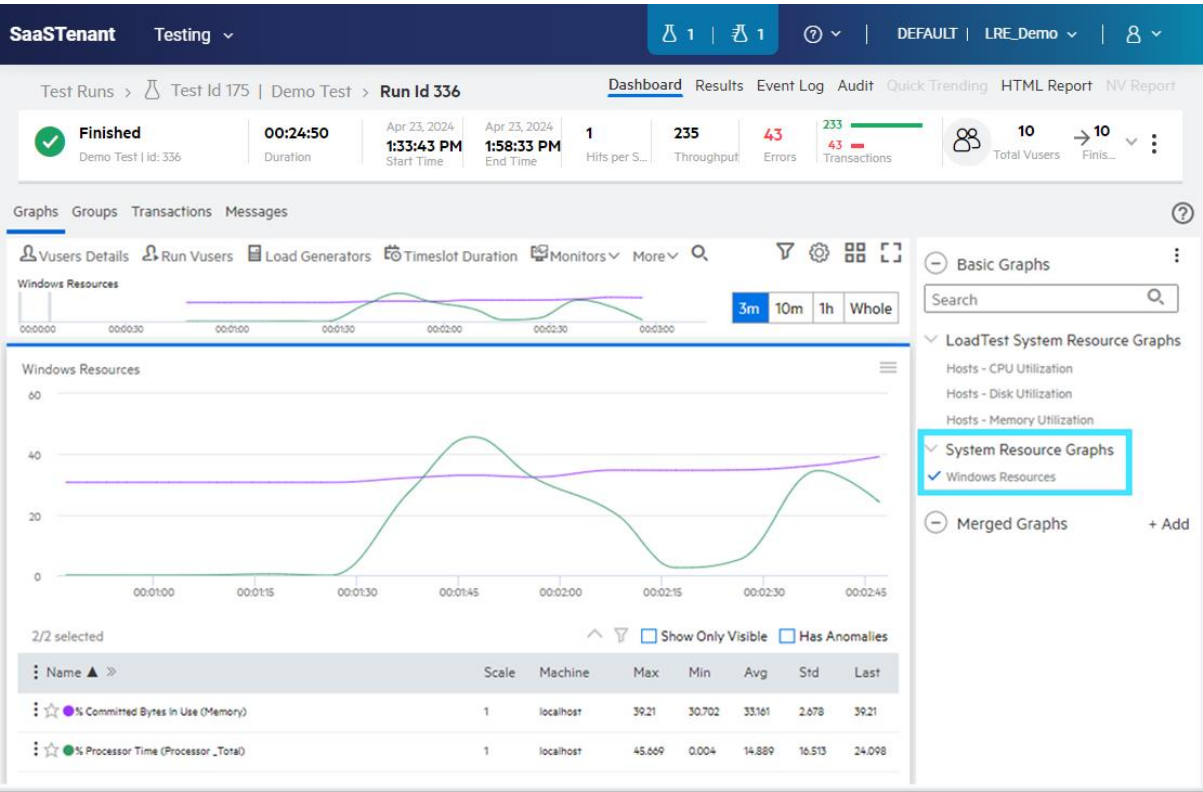 SaaSTenant Testing 1 | 1 DEFAULT | LRE_Demo |
Test Runs > Test Id 175 | Demo Test > Run Id 336
Dashboard Results Event Log Audit Quick Trending HTML Report NV Report
Finished
Demo Test | id: 336
00:24:50
Duration
Apr 23, 2024
1:33:43 PM
Start Time
Apr 23, 2024
1:58:33 PM
End Time
1
Hits per S...
235
Throughput
43
Errors
233
43
Transactions
10
Total Vusers
10
Finis...
Graphs Groups Transactions Messages
Vusers Details Run Vusers Load Generators Timeslot Duration Monitors More
Windows Resources
00:00:00 00:00:30 00:01:00 00:01:30 00:02:00 00:02:30 00:03:00
3m 10m 1h Whole
Windows Resources
60
40
20
0
00:01:00 00:01:15 00:01:30 00:01:45 00:02:00 00:02:15 00:02:30 00:02:45
2/2 selected
Show Only Visible Has Anomalies
Name ▲ » Scale Machine Max Min Avg Std Last
% Committed Bytes In Use (Memory) 1 localhost 39.21 30.702 33.161 2.678 39.21
% Processor Time (Processor _Total) 1 localhost 45.669 0.004 14.889 16.513 24.098
Basic Graphs
Search
LoadTest System Resource Graphs
Hosts - CPU Utilization
Hosts - Disk Utilization
Hosts - Memory Utilization
System Resource Graphs
Windows Resources
Merged Graphs + Add